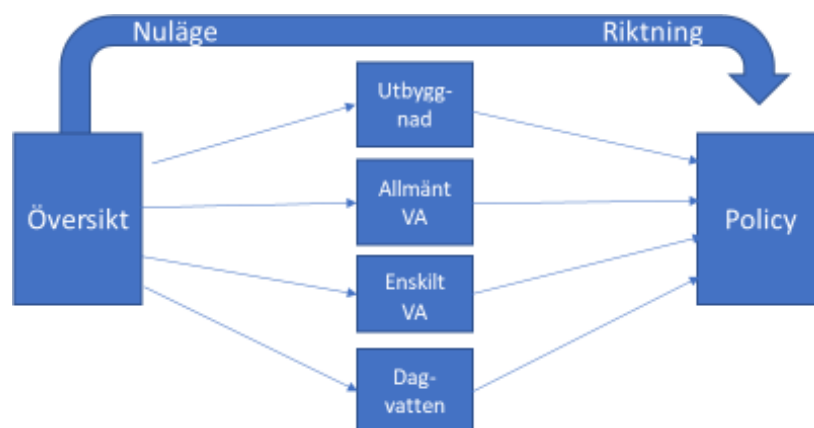 Nuläge
Riktning
Utbygg-
nad
Översikt
Allmänt
VA
Policy
Enskilt
VA
Dag-
vatten